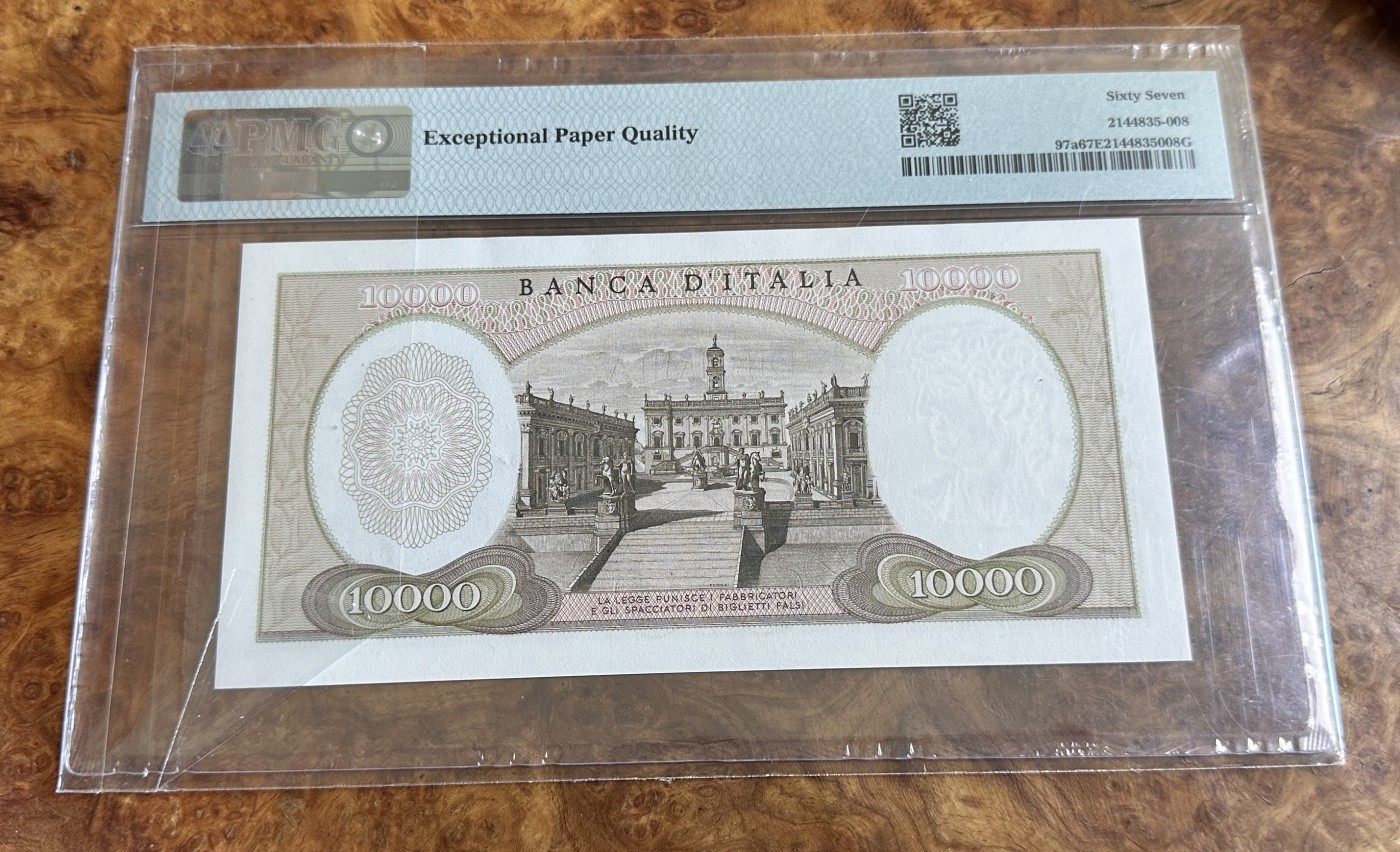 PMG
Exceptional Paper Quality
Sixty Seven
2144835-008
97a67E2144835008G
10000
BANCA D'ITALIA
10000
10000
LA LEGGE PUNISCE I FABBRICATORI
E GLI SPACCIATORI DI BIGLIETTI FALSI
10000